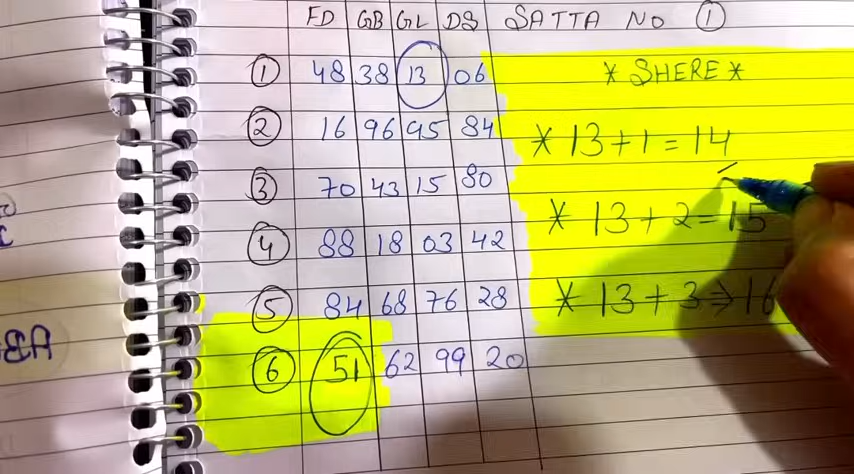 FD GB GL DS SATTA NO ①
① 48 38 13 06
② 16 96 95 84
③ 70 43 15 80
④ 88 18 03 42
⑤ 84 68 76 28
⑥ 51 62 99 20
* SHERE *
* 13+1=14
* 13+2=15
* 13+3⇒16